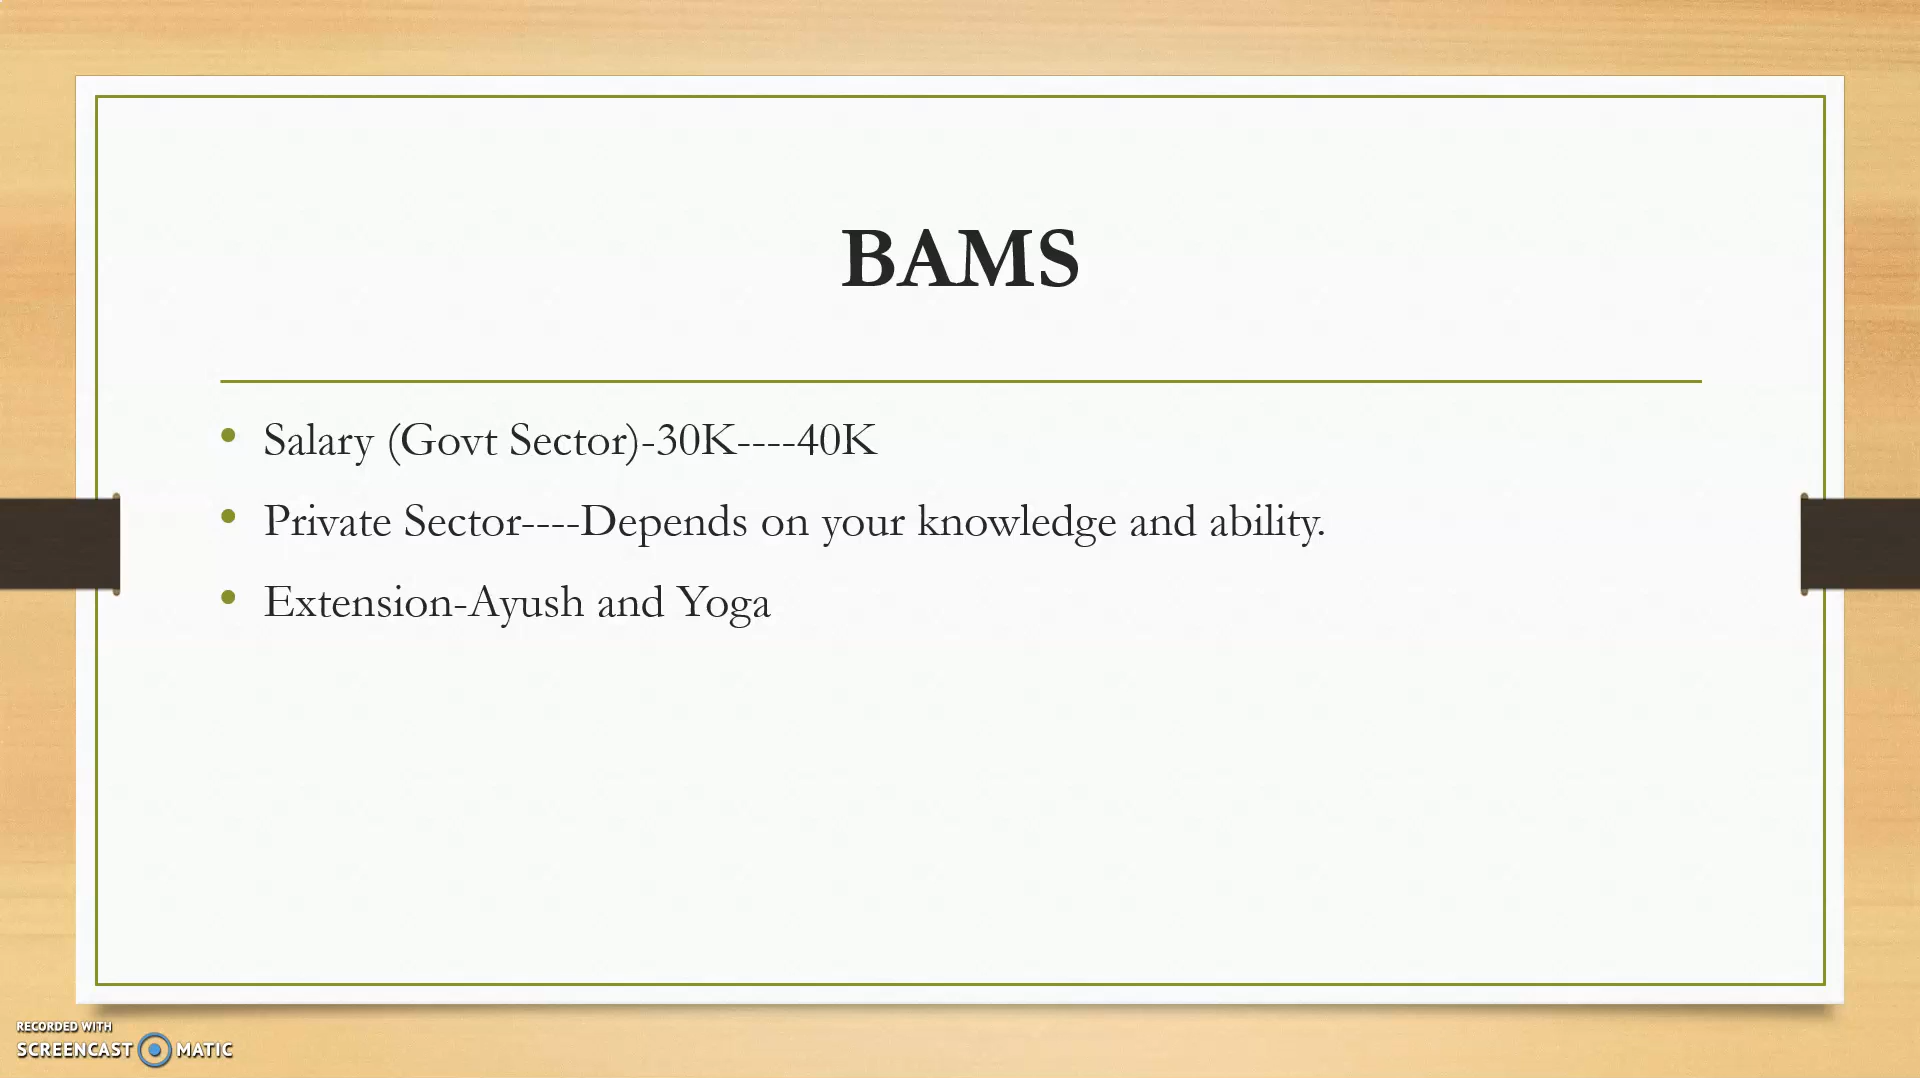 BAMS
Salary (Govt Sector)-30K----40K
Private Sector----Depends on your knowledge and ability.
Extension-Ayush and Yoga
RECORDED WITH
SCREENCAST MATIC